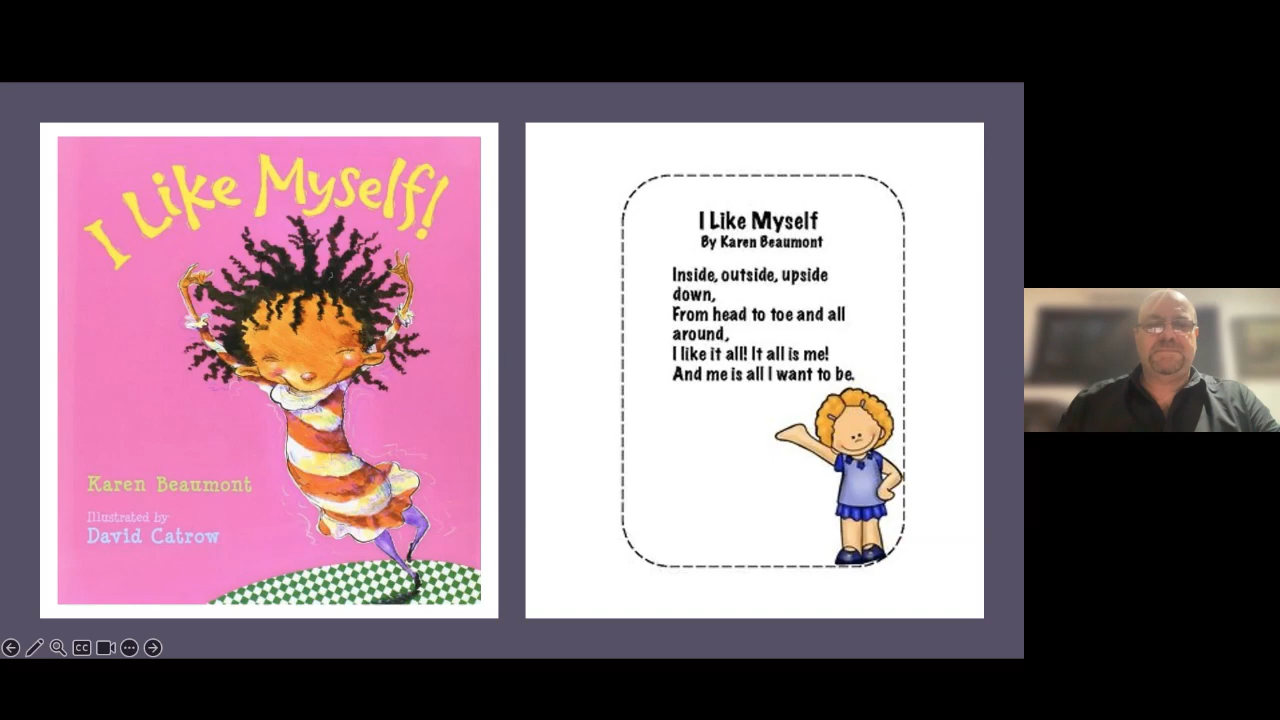 I Like Myself!
Karen Beaumont
Illustrated by
David Catrow
I Like Myself
By Karen Beaumont
Inside, outside, upside
down,
From head to toe and all
around,
I like it all! It all is me!
And me is all I want to be.
CC